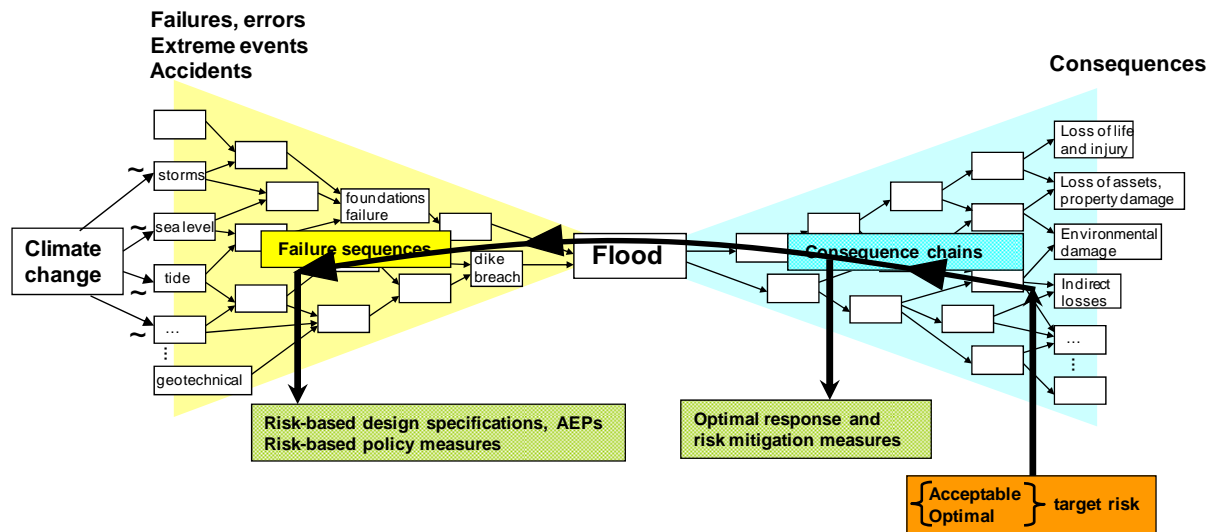 Failures, errors
Extreme events
Accidents
Consequences
Loss of life
and injury
~
storms
foundations
failure
Loss of assets,
property damage
~
sea level
Climate
change
Failure sequences
Flood
Consequence chains
Environmental
damage
tide
~
dike
breach
Indirect
losses
~
...
...
geotechnical
Risk-based design specifications, AEPs
Risk-based policy measures
Optimal response and
risk mitigation measures
Acceptable
Optimal
target risk